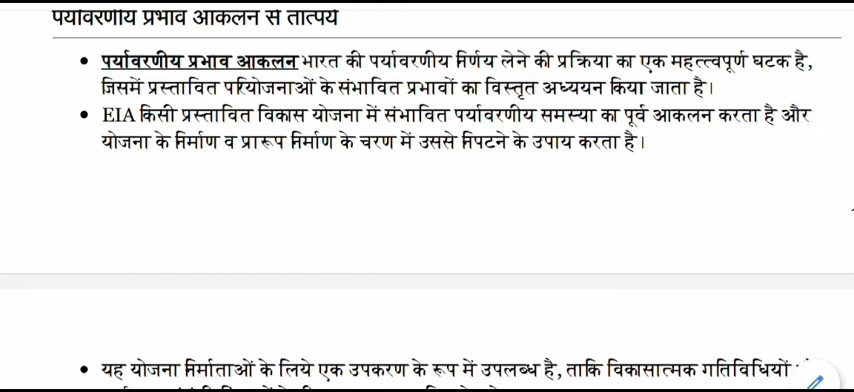 पर्यावरणीय प्रभाव आकलन से तात्पर्य
पर्यावरणीय प्रभाव आकलन भारत की पर्यावरणीय निर्णय लेने की प्रक्रिया का एक महत्त्वपूर्ण घटक है,
जिसमें प्रस्तावित परियोजनाओं के संभावित प्रभावों का विस्तृत अध्ययन किया जाता है।
EIA किसी प्रस्तावित विकास योजना में संभावित पर्यावरणीय समस्या का पूर्व आकलन करता है और
योजना के निर्माण व प्रारूप निर्माण के चरण में उससे निपटने के उपाय करता है।
यह योजना निर्माताओं के लिये एक उपकरण के रूप में उपलब्ध है, ताकि विकासात्मक गतिविधियों